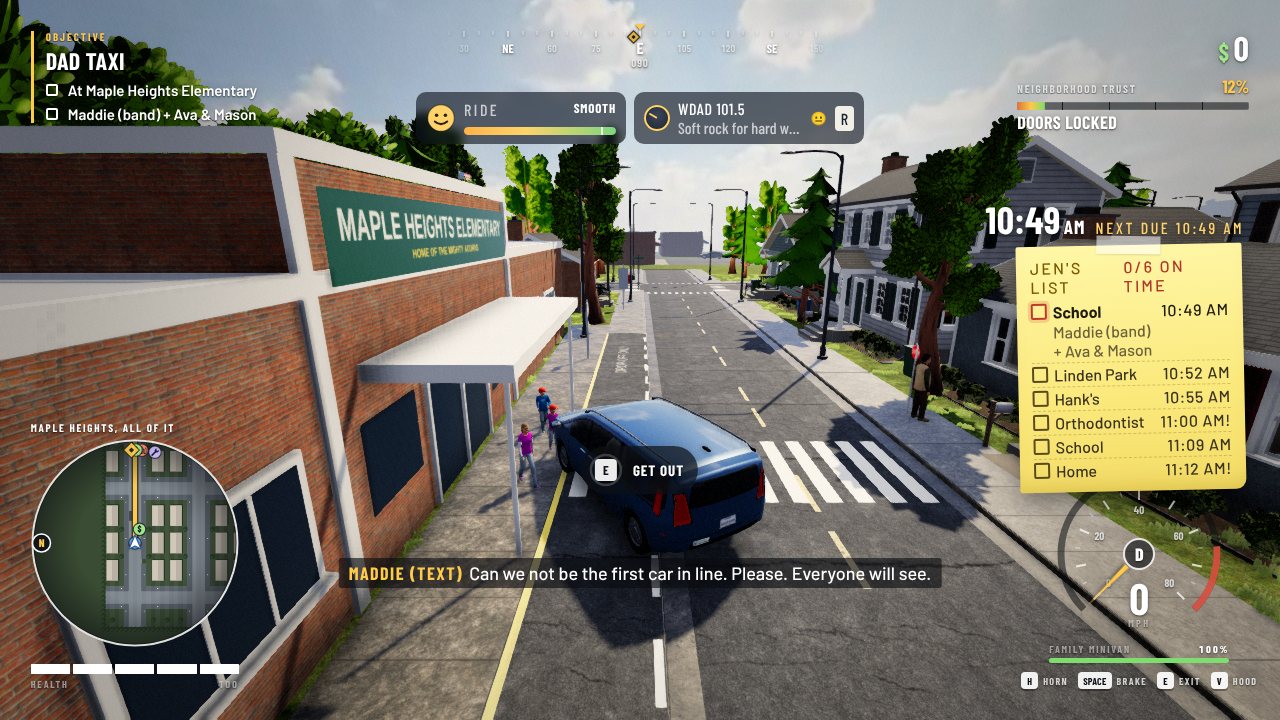 OBJECTIVE
DAD TAXI
At Maple Heights Elementary
Maddie (band) + Ava & Mason
30 NE 60 75 E 105 120 SE 150
090
RIDE SMOOTH
WDAD 101.5
Soft rock for hard w...
R
$0
NEIGHBORHOOD TRUST 12%
DOORS LOCKED
10:49 AM NEXT DUE 10:49 AM
JEN'S LIST
0/6 ON TIME
School 10:49 AM
Maddie (band)
+ Ava & Mason
Linden Park 10:52 AM
Hank's 10:55 AM
Orthodontist 11:00 AM!
School 11:09 AM
Home 11:12 AM!
MAPLE HEIGHTS ELEMENTARY
HOME OF THE MIGHTY ACORNS
E GET OUT
MAPLE HEIGHTS, ALL OF IT
N
$
MADDIE (TEXT) Can we not be the first car in line. Please. Everyone will see.
20 40 60 80
D
0
MPH
HEALTH 100
FAMILY MINIVAN 100%
H HORN SPACE BRAKE E EXIT V HOOD